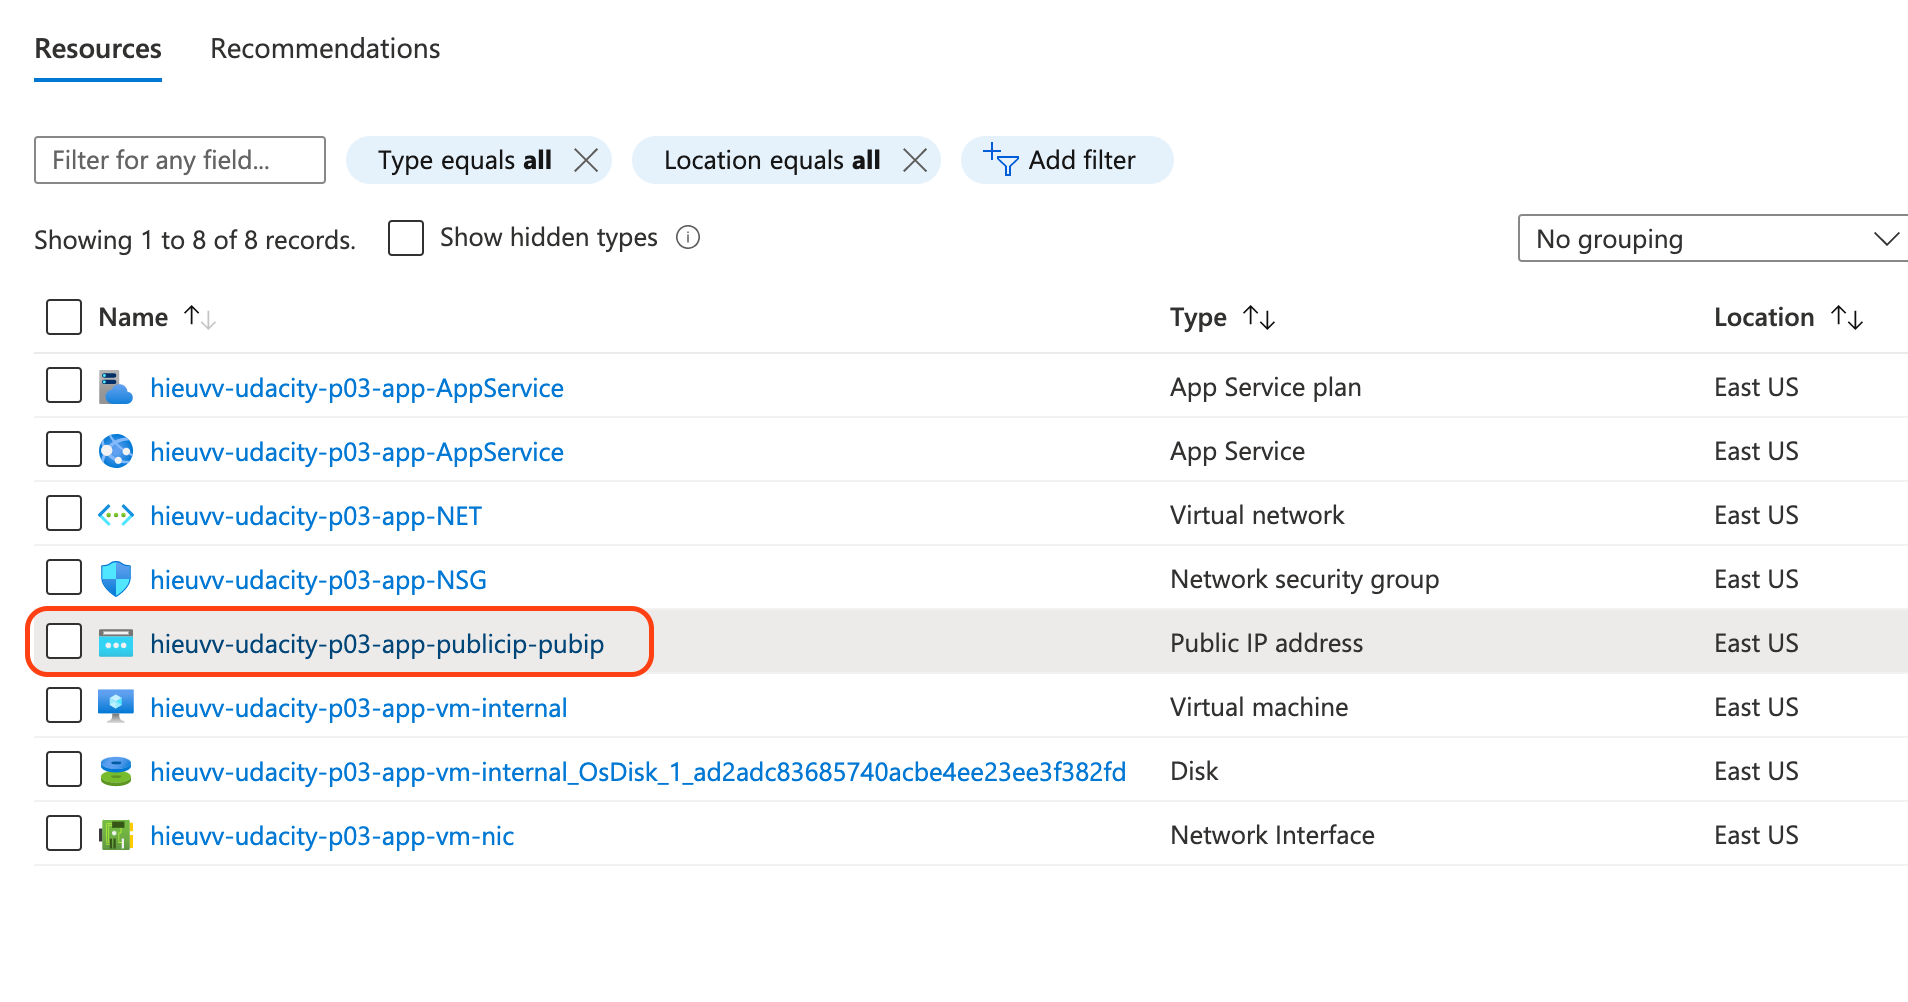 Resources Recommendations
Filter for any field... Type equals all Location equals all Add filter
Showing 1 to 8 of 8 records. Show hidden types No grouping
Name Type Location
hieuvv-udacity-p03-app-AppService App Service plan East US
hieuvv-udacity-p03-app-AppService App Service East US
hieuvv-udacity-p03-app-NET Virtual network East US
hieuvv-udacity-p03-app-NSG Network security group East US
hieuvv-udacity-p03-app-publicip-pubip Public IP address East US
hieuvv-udacity-p03-app-vm-internal Virtual machine East US
hieuvv-udacity-p03-app-vm-internal_OsDisk_1_ad2adc83685740acbe4ee23ee3f382fd Disk East US
hieuvv-udacity-p03-app-vm-nic Network Interface East US